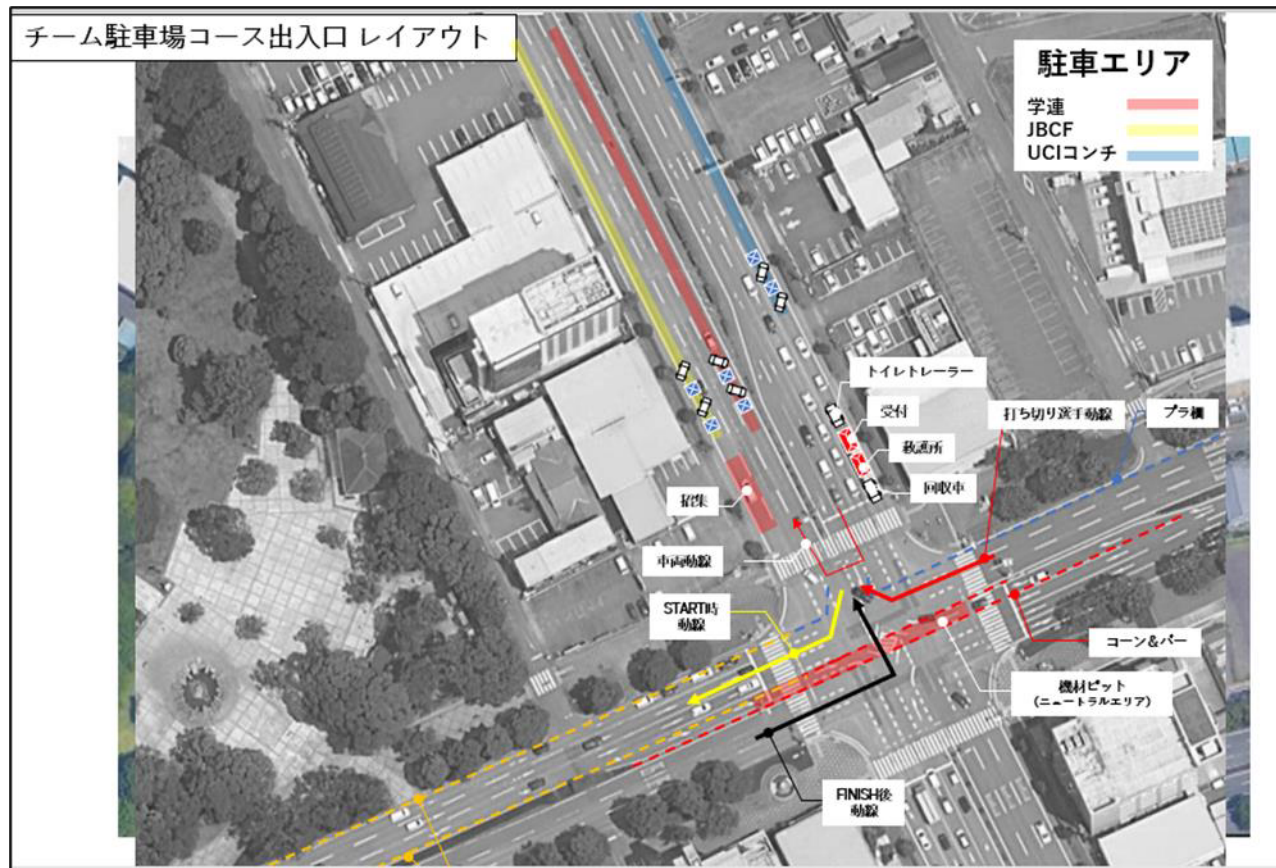 チーム駐車場コース出入口 レイアウト
駐車エリア
学連
JBCF
UCIコンチ
トイレトレーラー
受付
打ち切り選手動線
プラ柵
救護所
回収車
招集
車両動線
START時
動線
コーン&バー
機材ピット
(ニュートラルエリア)
FINISH後
動線